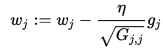 w_j := w_j - \frac{\eta}{\sqrt{G_{j,j}}} g_j